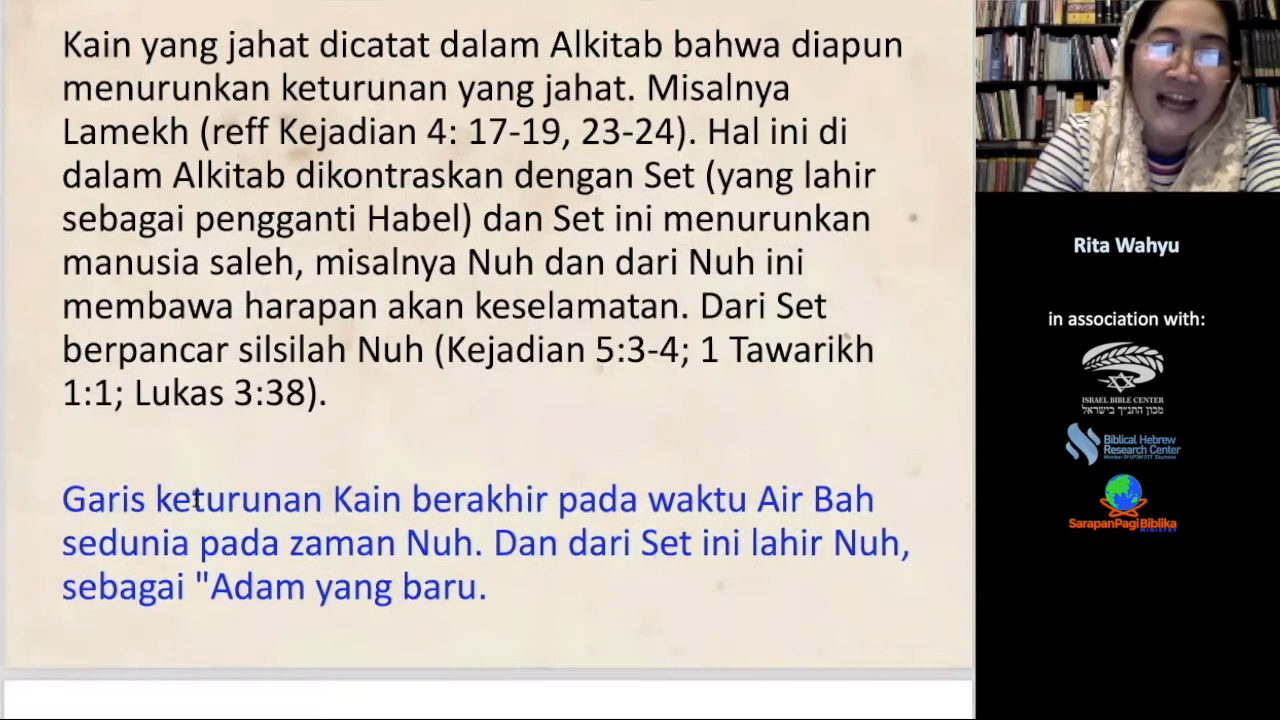 Kain yang jahat dicatat dalam Alkitab bahwa diapun
menurunkan keturunan yang jahat. Misalnya
Lamekh (reff Kejadian 4: 17-19, 23-24). Hal ini di
dalam Alkitab dikontraskan dengan Set (yang lahir
sebagai pengganti Habel) dan Set ini menurunkan
manusia saleh, misalnya Nuh dan dari Nuh ini
membawa harapan akan keselamatan. Dari Set
berpancar silsilah Nuh (Kejadian 5:3-4; 1 Tawarikh
1:1; Lukas 3:38).
Garis keturunan Kain berakhir pada waktu Air Bah
sedunia pada zaman Nuh. Dan dari Set ini lahir Nuh,
sebagai "Adam yang baru.
Rita Wahyu
in association with:
ISRAEL BIBLE CENTER
מכון התנ״ך בישראל
Biblical Hebrew
Research Center
SarapanPagi Biblika
MINISTRY